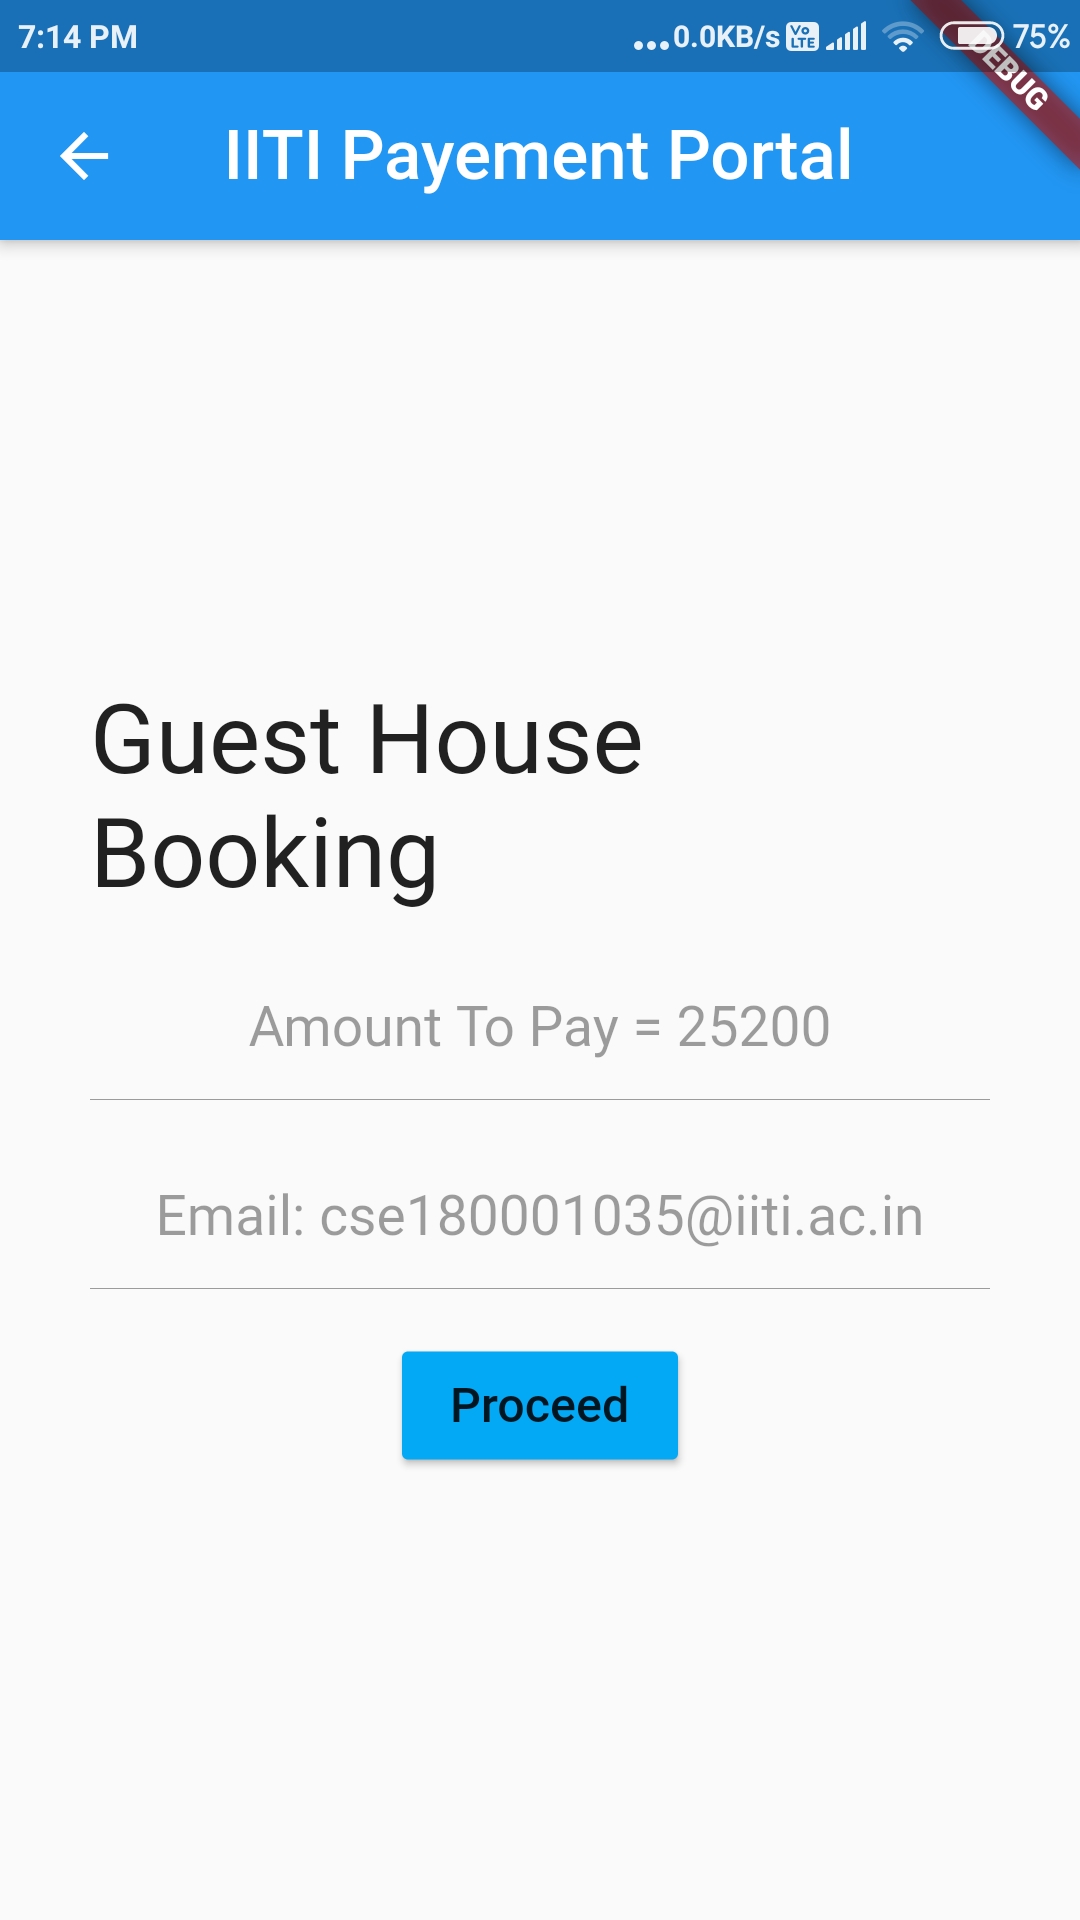 7:14 PM
...0.0KB/s Vo LTE 75%
DEBUG
IITI Payement Portal
Guest House
Booking
Amount To Pay = 25200
Email: cse180001035@iiti.ac.in
Proceed